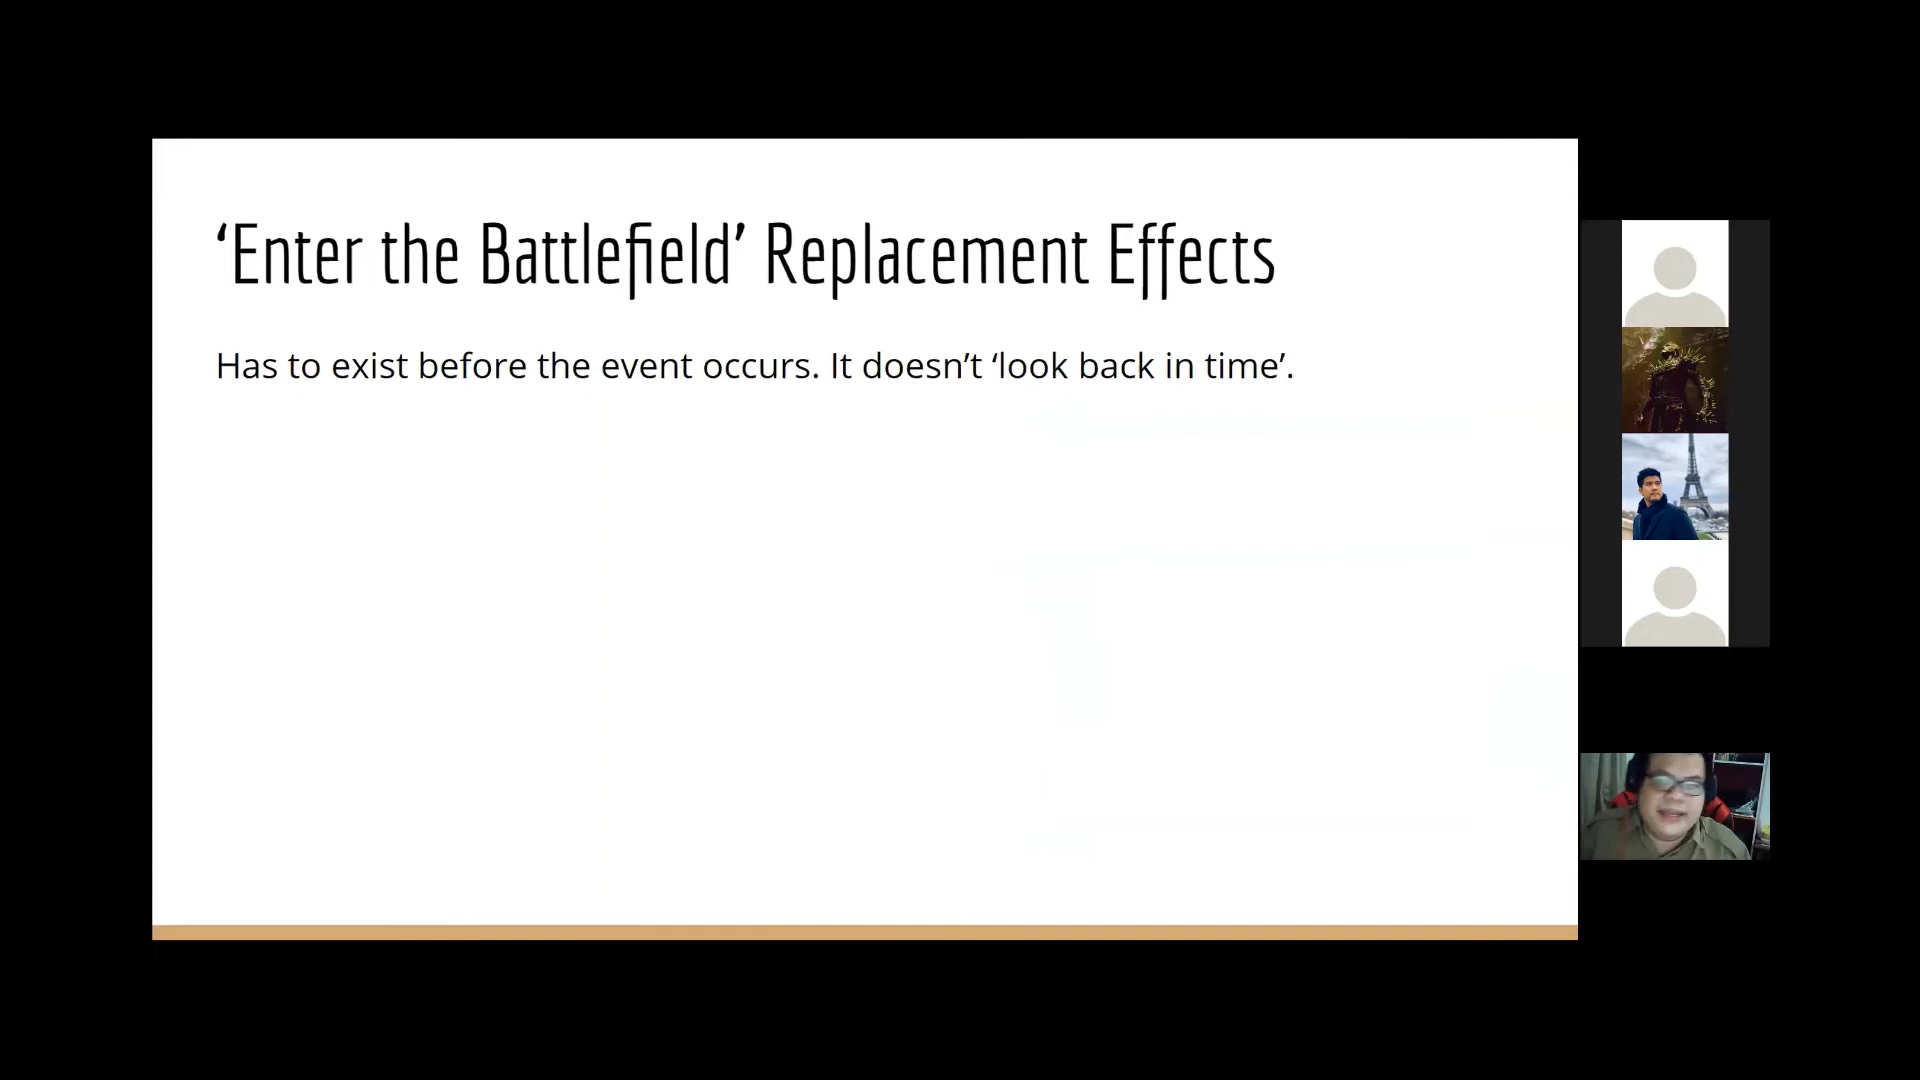 ‘Enter the Battlefield’ Replacement Effects
Has to exist before the event occurs. It doesn’t ‘look back in time’.